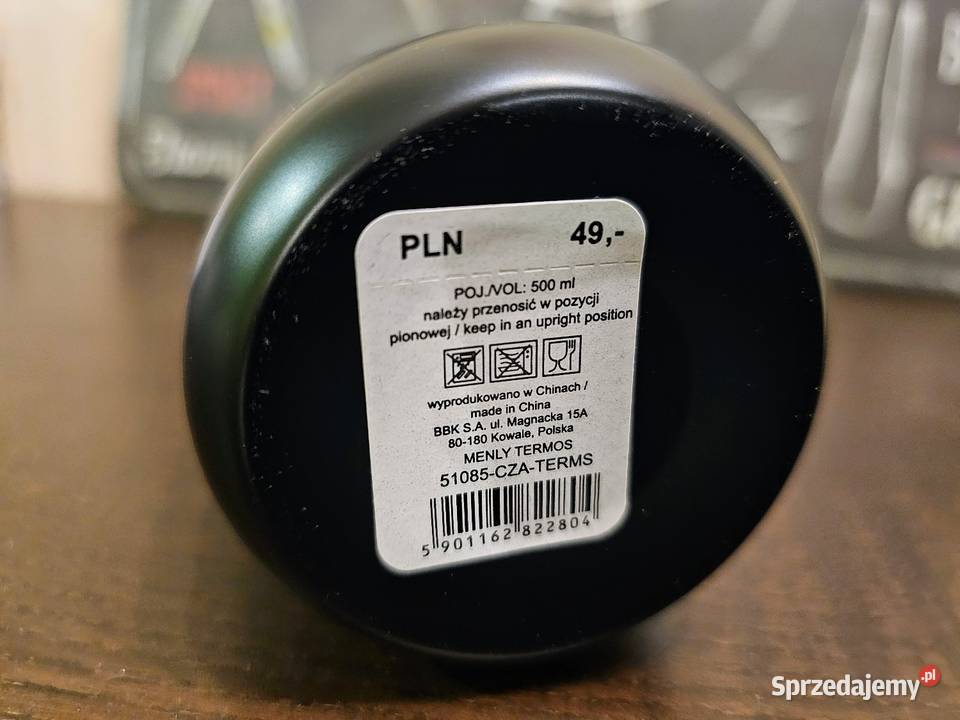 PLN 49,-
POJ./VOL: 500 ml
należy przenosić w pozycji
pionowej / keep in an upright position
wyprodukowano w Chinach /
made in China
BBK S.A. ul. Magnacka 15A
80-180 Kowale, Polska
MENLY TERMOS
51085-CZA-TERMS
5 901162 822804
Sprzedajemy.pl